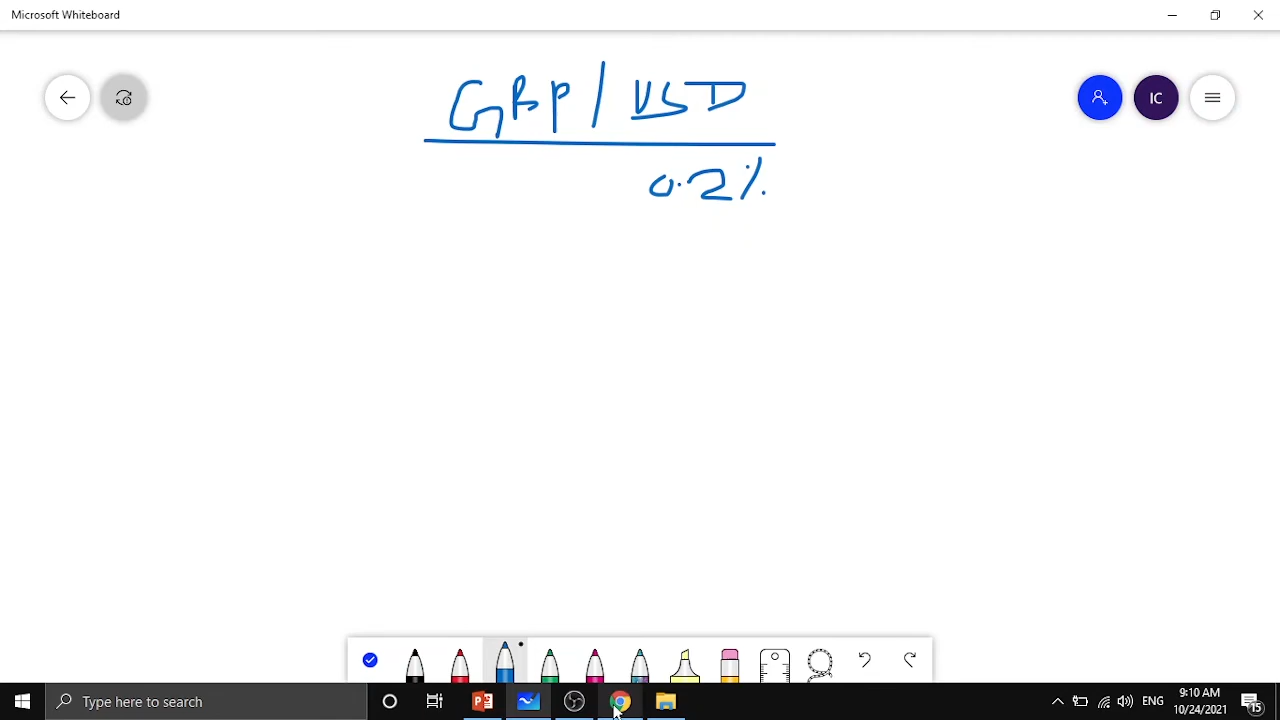 Microsoft Whiteboard
GBP / USD
IC
0.2%
Type here to search
ENG
9:10 AM
10/24/2021
15